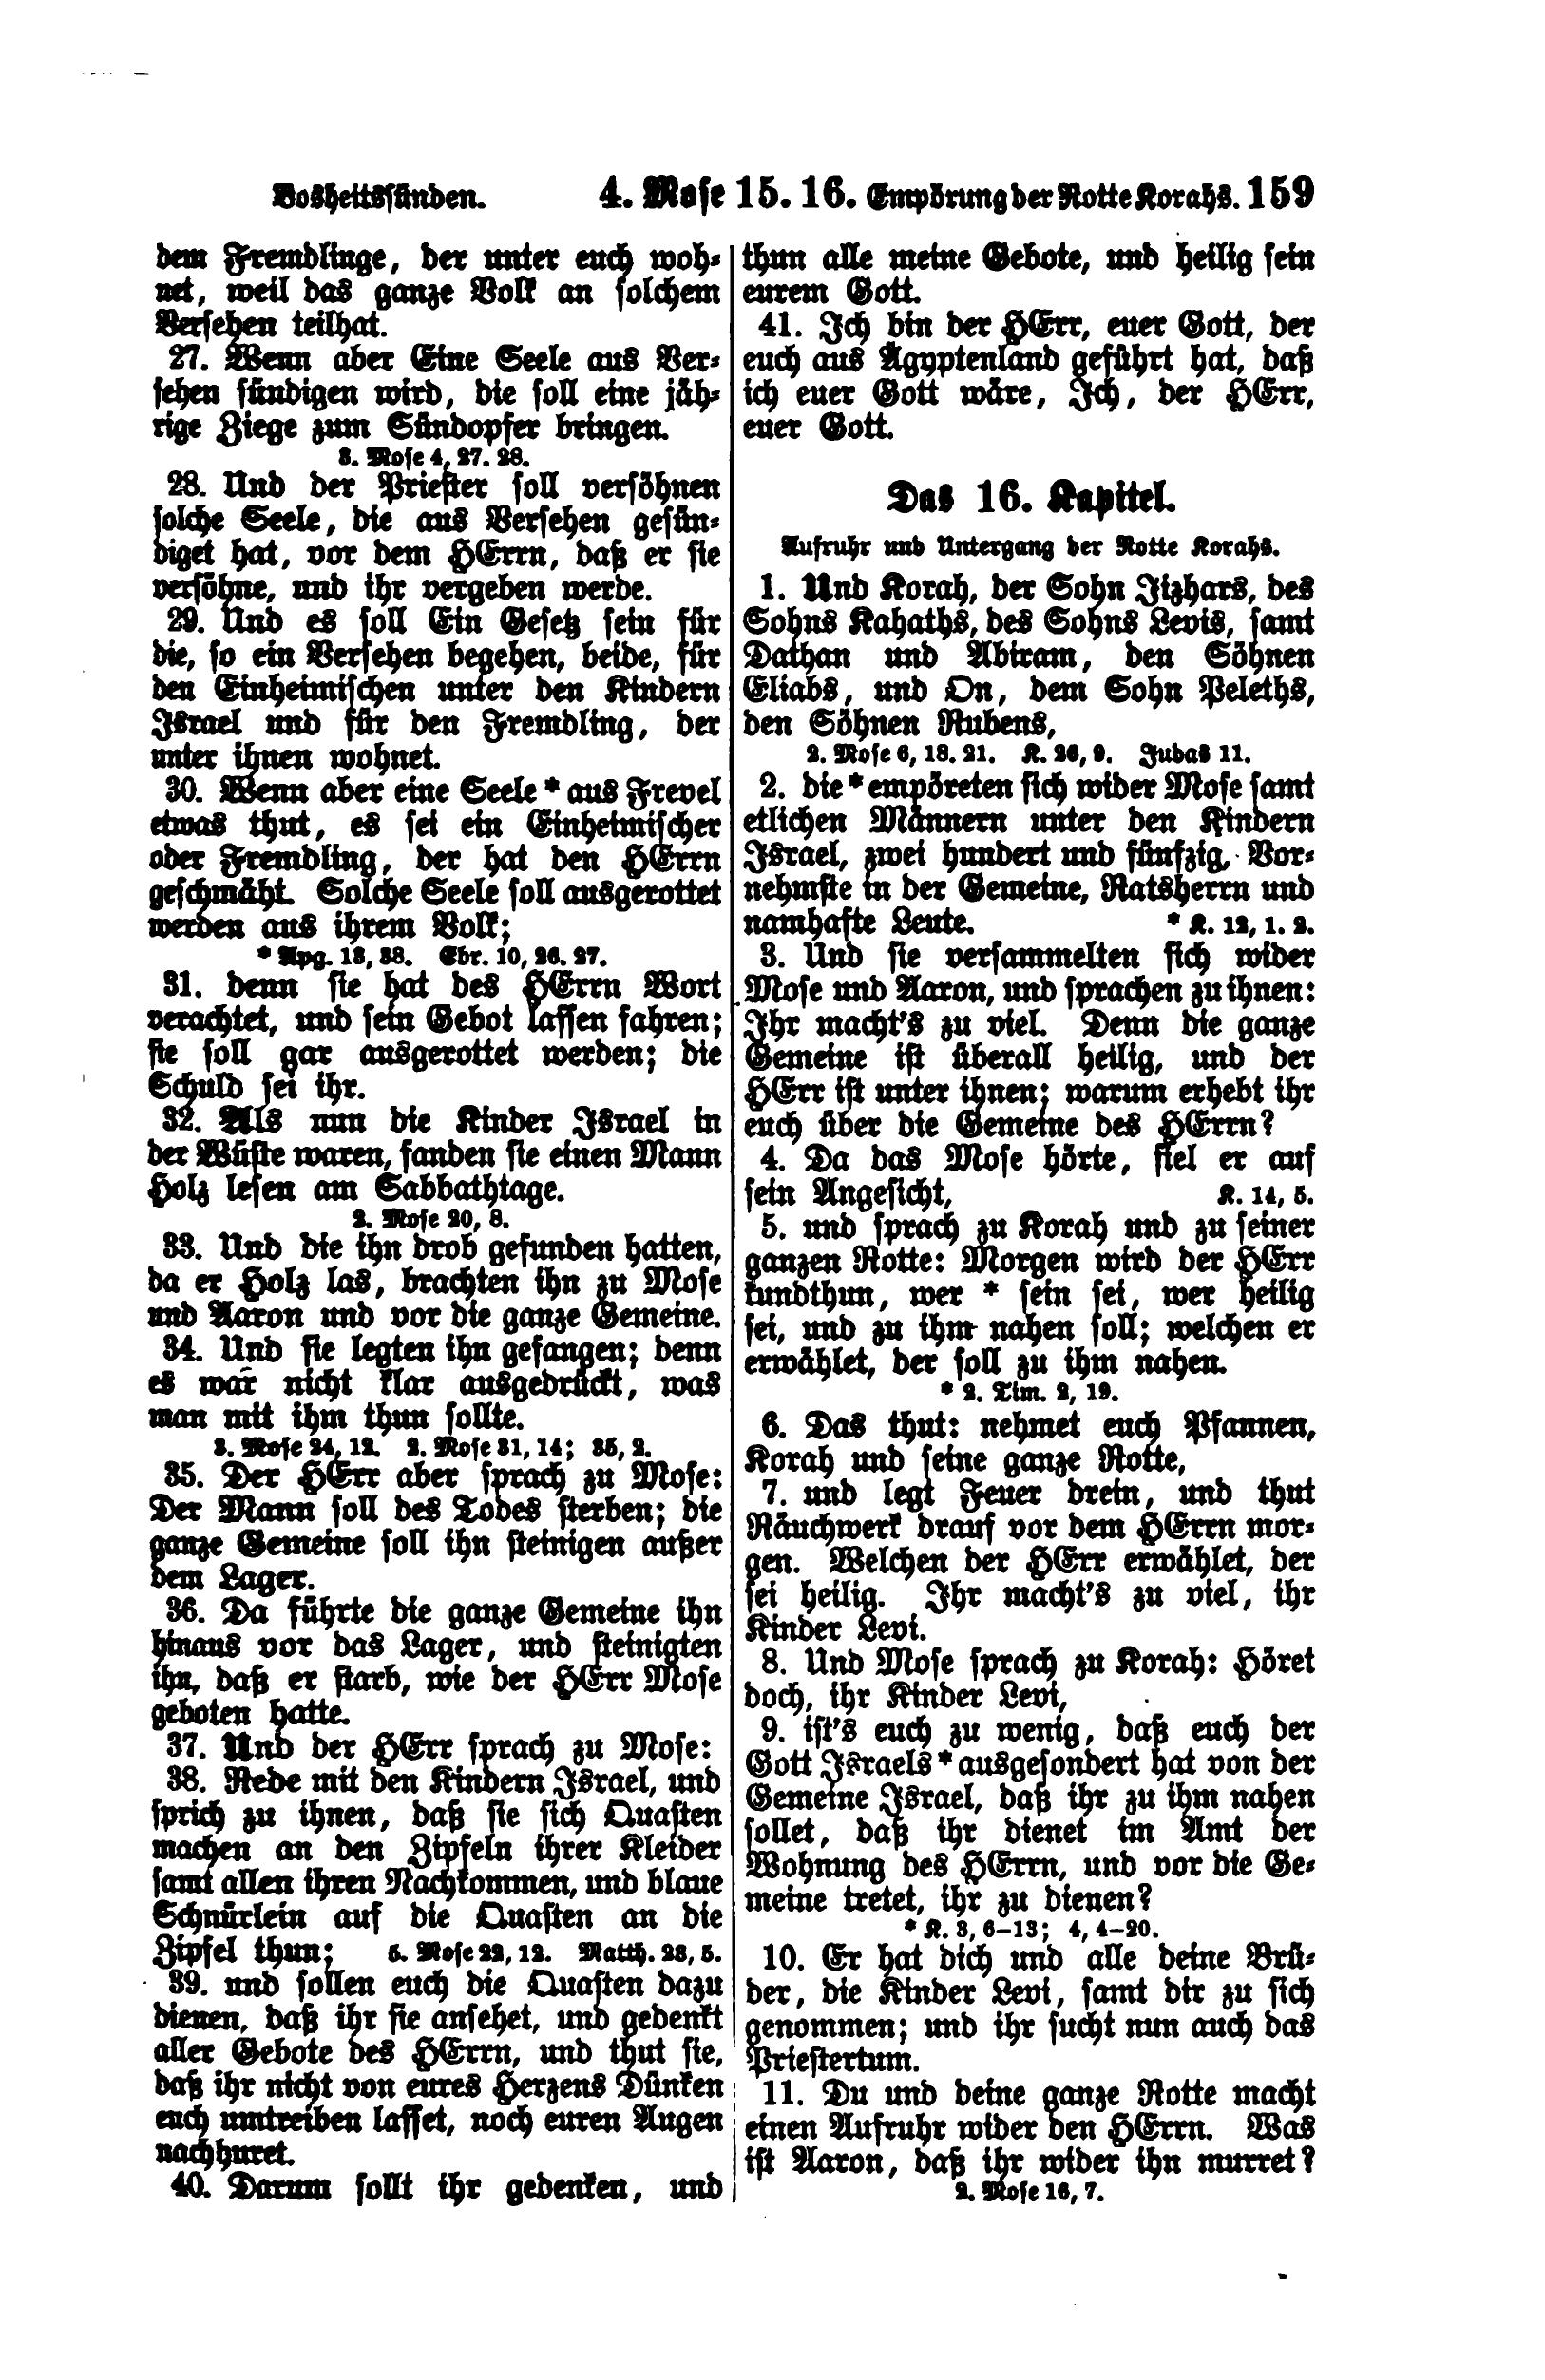 Bosheitssünden. 4. Mose 15. 16. Empörung der Rotte Korahs. 159
dem Fremdlinge, der unter euch woh-
net, weil das ganze Volk an solchem
Versehen teilhat.
27. Wenn aber Eine Seele aus Ver-
sehen sündigen wird, die soll eine jäh-
rige Ziege zum Sündopfer bringen.
3. Mose 4, 27. 28.
28. Und der Priester soll versöhnen
solche Seele, die aus Versehen gesün-
diget hat, vor dem HErrn, daß er sie
versöhne, und ihr vergeben werde.
29. Und es soll Ein Gesetz sein für
die, so ein Versehen begehen, beide, für
den Einheimischen unter den Kindern
Israel und für den Fremdling, der
unter ihnen wohnet.
30. Wenn aber eine Seele * aus Frevel
etwas thut, es sei ein Einheimischer
oder Fremdling, der hat den HErrn
geschmäht. Solche Seele soll ausgerottet
werden aus ihrem Volk;
* Apg. 13, 38. Ebr. 10, 26. 27.
31. denn sie hat des HErrn Wort
verachtet, und sein Gebot lassen fahren;
sie soll gar ausgerottet werden; die
Schuld sei ihr.
32. Als nun die Kinder Israel in
der Wüste waren, fanden sie einen Mann
Holz lesen am Sabbathtage.
2. Mose 20, 8.
33. Und die ihn drob gefunden hatten,
da er Holz las, brachten ihn zu Mose
und Aaron und vor die ganze Gemeine.
34. Und sie legten ihn gefangen; denn
es war nicht klar ausgedrückt, was
man mit ihm thun sollte.
3. Mose 24, 12. 2. Mose 31, 14; 35, 2.
35. Der HErr aber sprach zu Mose:
Der Mann soll des Todes sterben; die
ganze Gemeine soll ihn steinigen außer
dem Lager.
36. Da führte die ganze Gemeine ihn
hinaus vor das Lager, und steinigten
ihn, daß er starb, wie der HErr Mose
geboten hatte.
37. Und der HErr sprach zu Mose:
38. Rede mit den Kindern Israel, und
sprich zu ihnen, daß sie sich Quasten
machen an den Zipfeln ihrer Kleider
samt allen ihren Nachkommen, und blaue
Schnürlein auf die Quasten an die
Zipfel thun; 5. Mose 22, 12. Matth. 23, 5.
39. und sollen euch die Quasten dazu
dienen, daß ihr sie ansehet, und gedenkt
aller Gebote des HErrn, und thut sie,
daß ihr nicht von eures Herzens Dünken
euch umtreiben lasset, noch euren Augen
nachhuret.
40. Darum sollt ihr gedenken, und
thun alle meine Gebote, und heilig sein
eurem Gott.
41. Ich bin der HErr, euer Gott, der
euch aus Ägyptenland geführt hat, daß
ich euer Gott wäre, Ich, der HErr,
euer Gott.
Das 16. Kapitel.
Aufruhr und Untergang der Rotte Korahs.
1. Und Korah, der Sohn Jizhars, des
Sohns Kahaths, des Sohns Levis, samt
Dathan und Abiram, den Söhnen
Eliabs, und On, dem Sohn Peleths,
den Söhnen Rubens,
2. Mose 6, 18. 21. K. 26, 9. Judas 11.
2. die * empöreten sich wider Mose samt
etlichen Männern unter den Kindern
Israel, zwei hundert und fünfzig, Vor-
nehmste in der Gemeine, Ratsherrn und
namhafte Leute. * K. 12, 1. 2.
3. Und sie versammelten sich wider
Mose und Aaron, und sprachen zu ihnen:
Ihr macht's zu viel. Denn die ganze
Gemeine ist überall heilig, und der
HErr ist unter ihnen; warum erhebt ihr
euch über die Gemeine des HErrn?
4. Da das Mose hörte, fiel er auf
sein Angesicht, K. 14, 5.
5. und sprach zu Korah und zu seiner
ganzen Rotte: Morgen wird der HErr
kundthun, wer * sein sei, wer heilig
sei, und zu ihm nahen soll; welchen er
erwählet, der soll zu ihm nahen.
* 2. Tim. 2, 19.
6. Das thut: nehmet euch Pfannen,
Korah und seine ganze Rotte,
7. und legt Feuer drein, und thut
Räuchwerk drauf vor dem HErrn mor-
gen. Welchen der HErr erwählet, der
sei heilig. Ihr macht's zu viel, ihr
Kinder Levi.
8. Und Mose sprach zu Korah: Höret
doch, ihr Kinder Levi,
9. ist's euch zu wenig, daß euch der
Gott Israels * ausgesondert hat von der
Gemeine Israel, daß ihr zu ihm nahen
sollet, daß ihr dienet im Amt der
Wohnung des HErrn, und vor die Ge-
meine tretet, ihr zu dienen?
* K. 3, 6–13; 4, 4–20.
10. Er hat dich und alle deine Brü-
der, die Kinder Levi, samt dir zu sich
genommen; und ihr sucht nun auch das
Priestertum.
11. Du und deine ganze Rotte macht
einen Aufruhr wider den HErrn. Was
ist Aaron, daß ihr wider ihn murret?
2. Mose 16, 7.